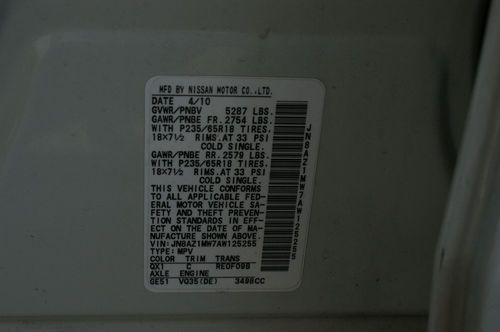 MFD BY NISSAN MOTOR CO.,LTD.
DATE 4/10
GVWR/PNBV 5287 LBS.
GAWR/PNBE FR. 2754 LBS.
WITH P235/65R18 TIRES.
18×7½ RIMS.AT 33 PSI
COLD SINGLE.
GAWR/PNBE RR. 2579 LBS.
WITH P235/65R18 TIRES.
18×7½ RIMS.AT 33 PSI
COLD SINGLE.
THIS VEHICLE CONFORMS
TO ALL APPLICABLE FED-
ERAL MOTOR VEHICLE SA-
FETY AND THEFT PREVEN-
TION STANDARDS IN EFF-
ECT ON THE DATE OF MA-
NUFACTURE SHOWN ABOVE.
VIN:JN8AZ1MW7AW125255
TYPE:MPV
COLOR TRIM TRANS
QX1 C RE0F09B
AXLE ENGINE
GE51 VQ35(DE) 3498CC
JN8AZ1MW7AW125255